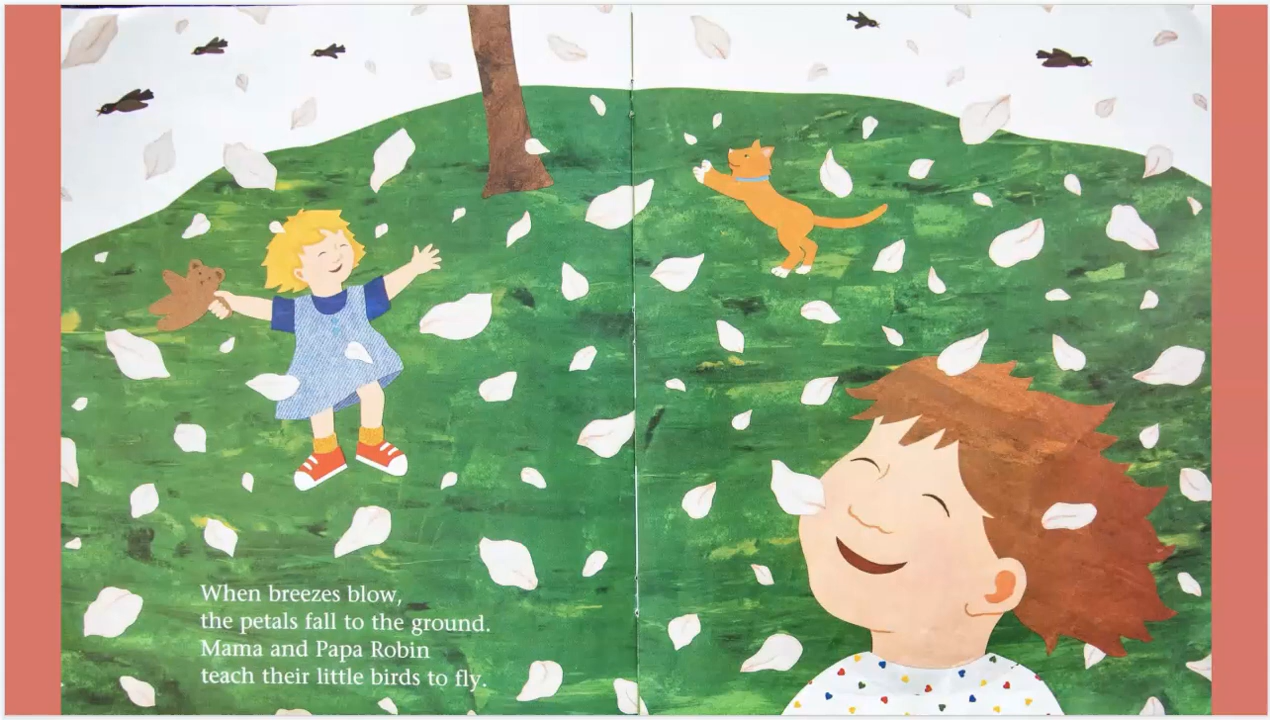 When breezes blow,
the petals fall to the ground.
Mama and Papa Robin
teach their little birds to fly.